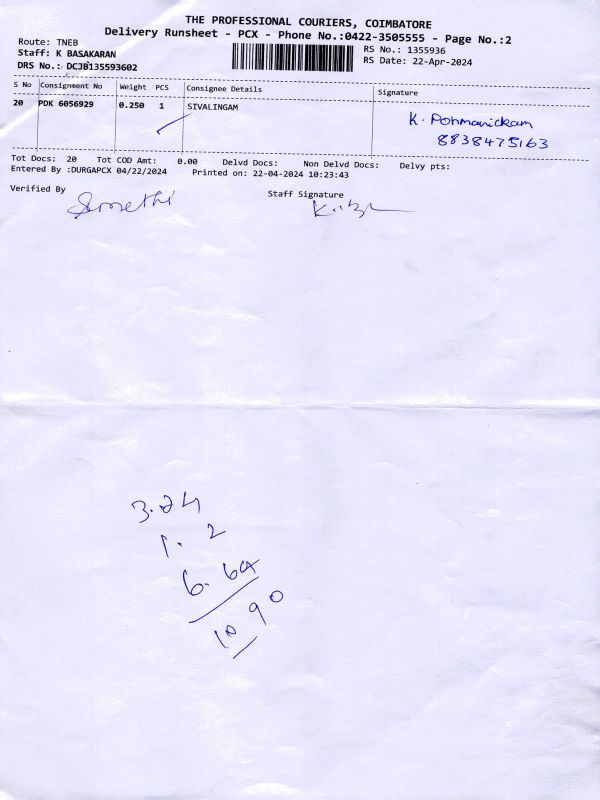 THE PROFESSIONAL COURIERS, COIMBATORE
Delivery Runsheet - PCX - Phone No.:0422-3505555 - Page No.:2
Route: TNEB
Staff: K BASAKARAN
DRS No.: DCJB135593602
RS No.: 1355936
RS Date: 22-Apr-2024
S No Consignment No Weight PCS Consignee Details Signature
20 PDK 6056929 0.250 1 SIVALINGAM
K. Ponmanickam
8838475163
Tot Docs: 20 Tot COD Amt: 0.00 Delvd Docs: Non Delvd Docs: Delvy pts:
Entered By :DURGAPCX 04/22/2024 Printed on: 22-04-2024 10:23:43
Verified By Staff Signature
3.24
1. 2
6. 64
10 90